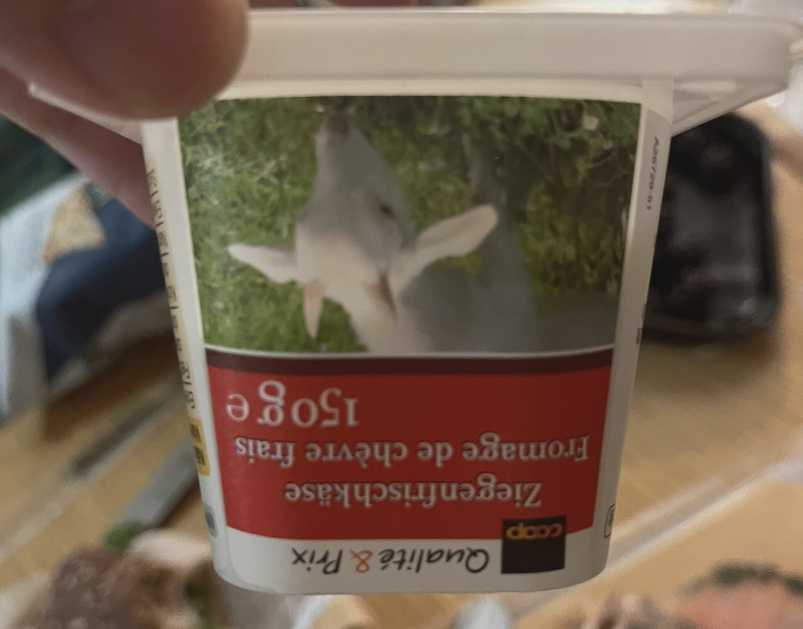 coop
Qualité & Prix
Ziegenfrischkäse
Fromage de chèvre frais
150g e